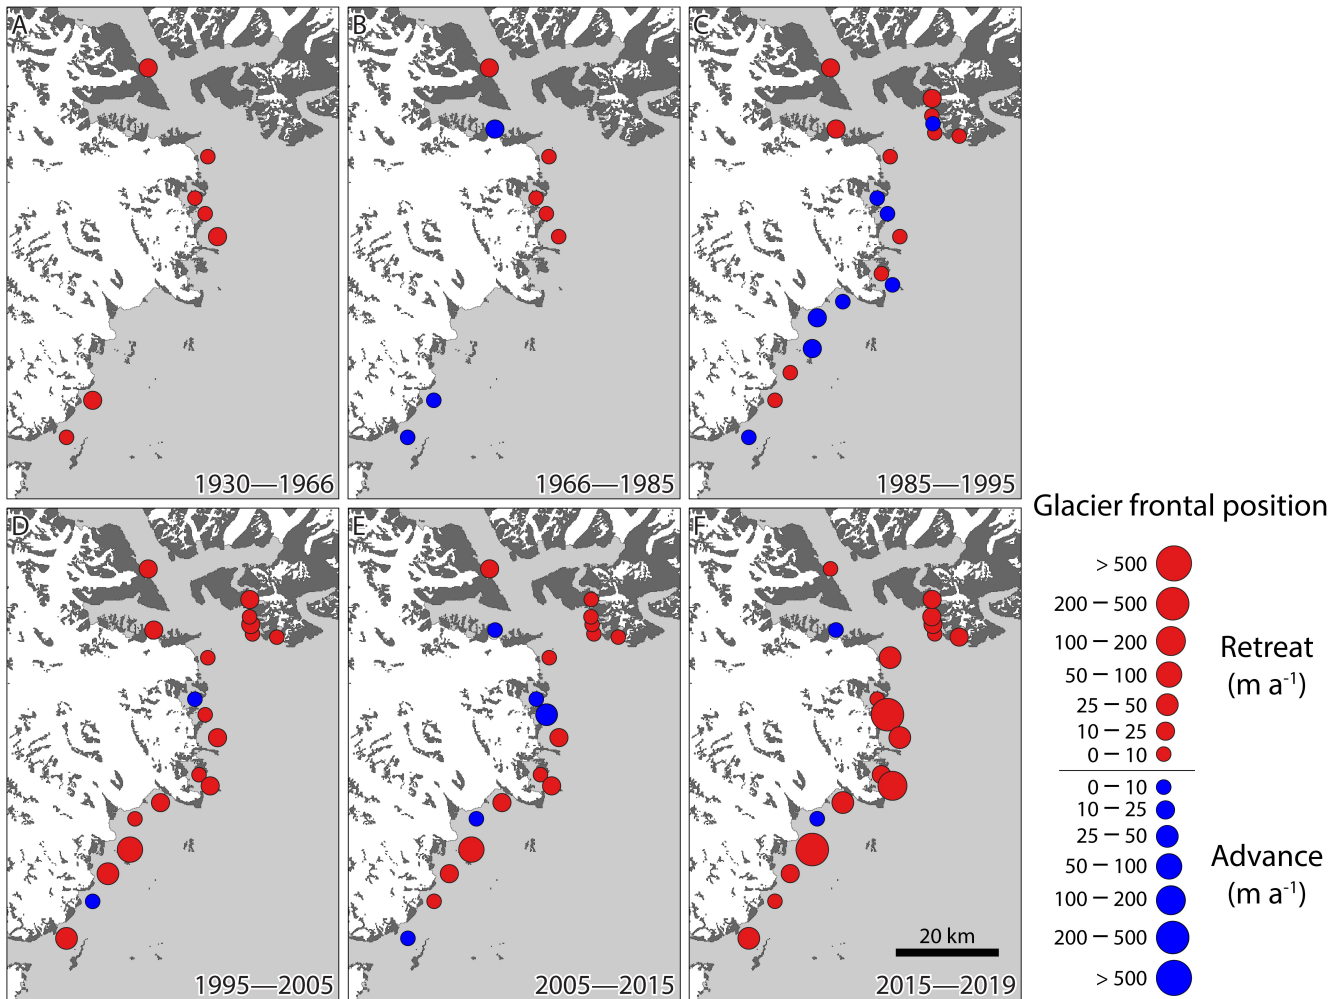 A
B
C
1930—1966
1966—1985
1985—1995
D
E
F
20 km
1995—2005
2005—2015
2015—2019
Glacier frontal position
> 500
200 – 500
100 – 200
50 – 100
25 – 50
10 – 25
0 – 10
Retreat
(m a⁻¹)
0 – 10
10 – 25
25 – 50
50 – 100
100 – 200
200 – 500
> 500
Advance
(m a⁻¹)